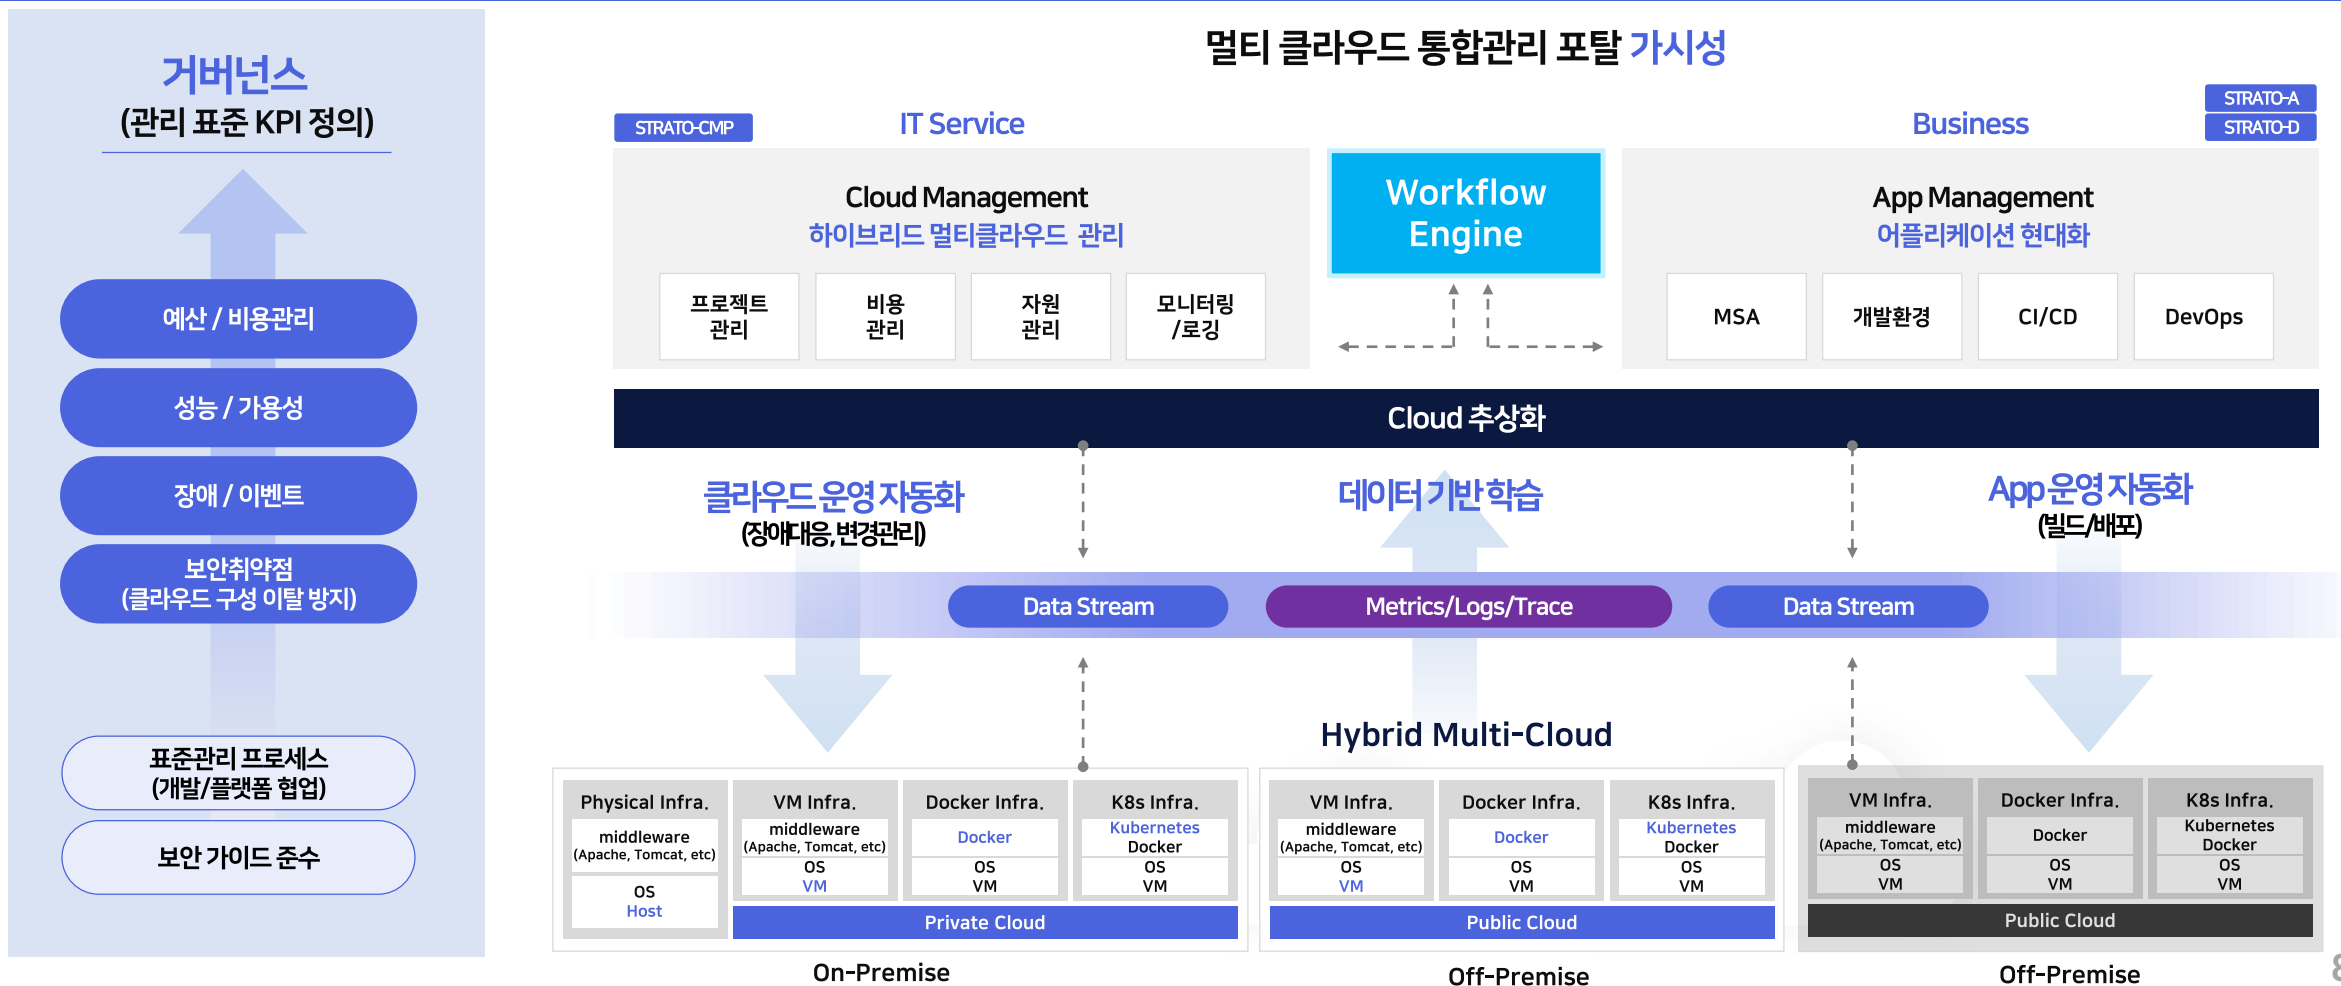 거버넌스
(관리 표준 KPI 정의)
예산 / 비용관리
성능 / 가용성
장애 / 이벤트
보안취약점
(클라우드 구성 이탈 방지)
표준관리 프로세스
(개발/플랫폼 협업)
보안 가이드 준수
멀티 클라우드 통합관리 포탈 가시성
STRATO-CMP
IT Service
Business
STRATO-A
STRATO-D
Cloud Management
하이브리드 멀티클라우드 관리
프로젝트
관리
비용
관리
자원
관리
모니터링
/로깅
Workflow
Engine
App Management
어플리케이션 현대화
MSA
개발환경
CI/CD
DevOps
Cloud 추상화
클라우드 운영 자동화
(장애대응, 변경관리)
데이터 기반 학습
App 운영 자동화
(빌드/배포)
Data Stream
Metrics/Logs/Trace
Data Stream
Hybrid Multi-Cloud
Physical Infra.
middleware
(Apache, Tomcat, etc)
OS
Host
VM Infra.
middleware
(Apache, Tomcat, etc)
OS
VM
Docker Infra.
Docker
OS
VM
K8s Infra.
Kubernetes
Docker
OS
VM
Private Cloud
On-Premise
VM Infra.
middleware
(Apache, Tomcat, etc)
OS
VM
Docker Infra.
Docker
OS
VM
K8s Infra.
Kubernetes
Docker
OS
VM
Public Cloud
Off-Premise
VM Infra.
middleware
(Apache, Tomcat, etc)
OS
VM
Docker Infra.
Docker
OS
VM
K8s Infra.
Kubernetes
Docker
OS
VM
Public Cloud
Off-Premise